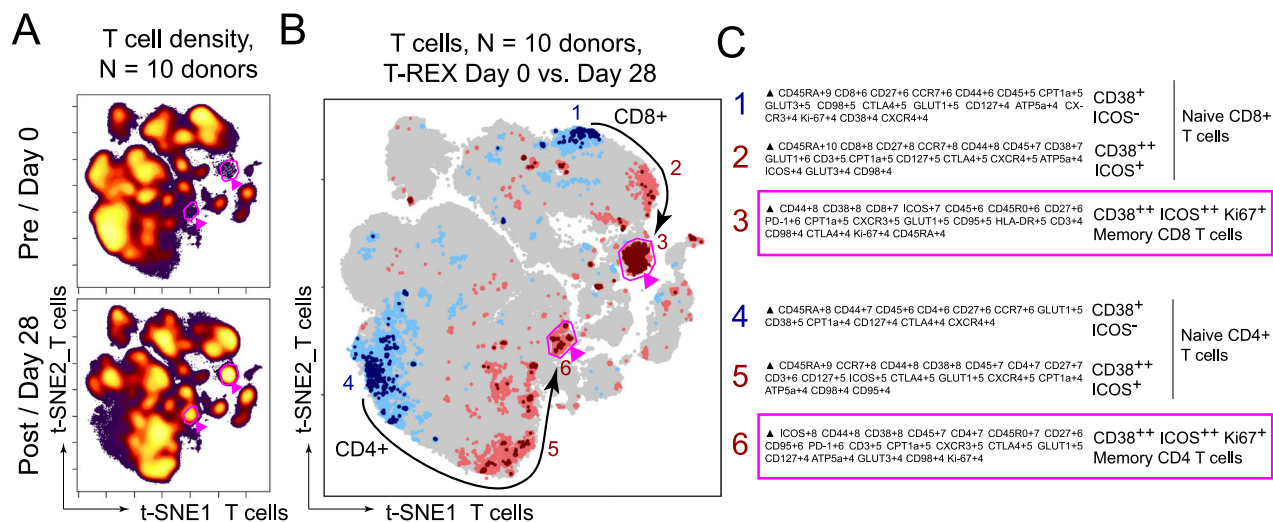 A
T cell density,
N = 10 donors
Pre / Day 0
Post / Day 28
t-SNE2_T cells
t-SNE1 T cells
B
T cells, N = 10 donors,
T-REX Day 0 vs. Day 28
1
CD8+
2
3
4
CD4+
5
6
t-SNE2_T cells
t-SNE1 T cells
C
1
▲ CD45RA+9 CD8+6 CD27+6 CCR7+6 CD44+6 CD45+5 CPT1a+5
GLUT3+5 CD98+5 CTLA4+5 GLUT1+5 CD127+4 ATP5a+4 CX-
CR3+4 Ki-67+4 CD38+4 CXCR4+4
CD38+
ICOS-
Naive CD8+
T cells
2
▲ CD45RA+10 CD8+8 CD27+8 CCR7+8 CD44+8 CD45+7 CD38+7
GLUT1+6 CD3+5 CPT1a+5 CD127+5 CTLA4+5 CXCR4+5 ATP5a+4
ICOS+4 GLUT3+4 CD98+4
CD38++
ICOS+
3
▲ CD44+8 CD38+8 CD8+7 ICOS+7 CD45+6 CD45R0+6 CD27+6
PD-1+6 CPT1a+5 CXCR3+5 GLUT1+5 CD95+5 HLA-DR+5 CD3+4
CD98+4 CTLA4+4 Ki-67+4 CD45RA+4
CD38++ ICOS++ Ki67+
Memory CD8 T cells
4
▲ CD45RA+8 CD44+7 CD45+6 CD4+6 CD27+6 CCR7+6 GLUT1+5
CD38+5 CPT1a+4 CD127+4 CTLA4+4 CXCR4+4
CD38+
ICOS-
Naive CD4+
T cells
5
▲ CD45RA+9 CCR7+8 CD44+8 CD38+8 CD45+7 CD4+7 CD27+7
CD3+6 CD127+5 ICOS+5 CTLA4+5 GLUT1+5 CXCR4+5 CPT1a+4
ATP5a+4 CD98+4 CD95+4
CD38++
ICOS+
6
▲ ICOS+8 CD44+8 CD38+8 CD45+7 CD4+7 CD45R0+7 CD27+6
CD95+6 PD-1+6 CD3+5 CPT1a+5 CXCR3+5 CTLA4+5 GLUT1+5
CD127+4 ATP5a+4 GLUT3+4 CD98+4 Ki-67+4
CD38++ ICOS++ Ki67+
Memory CD4 T cells